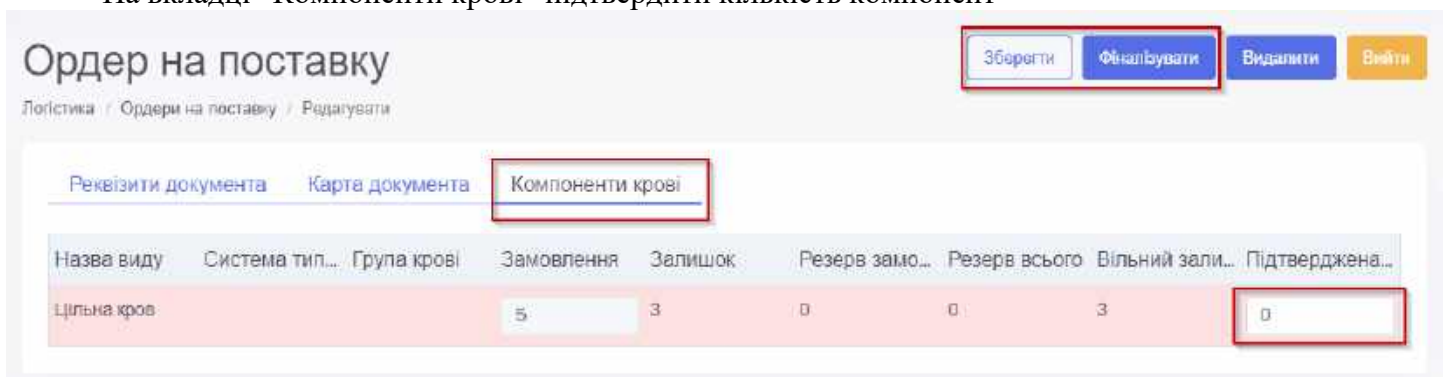 На вкладці "Компоненти крові" підтвердити кількість компонент
Ордер на поставку
Зберегти Фіналізувати Видалити Вийти
Логістика / Ордери на поставку / Редагувати
Реквізити документа Карта документа Компоненти крові
Назва виду Система тип... Група крові Замовлення Залишок Резерв замо... Резерв всього Вільний зали... Підтверджена...
Цільна кров 5 3 0 0 3 0